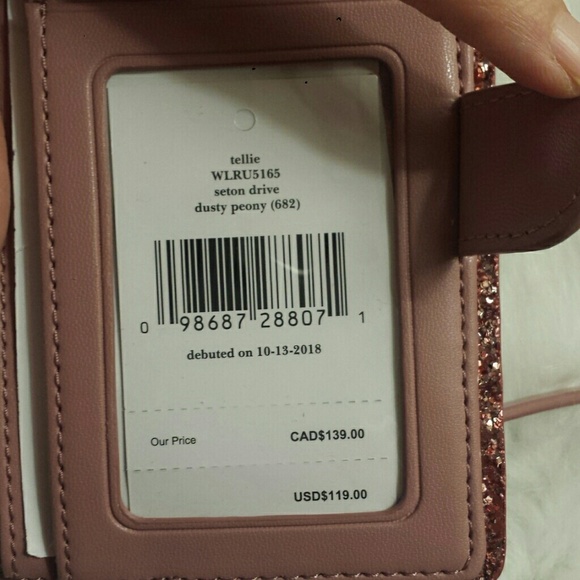 tellie
WLRU5165
seton drive
dusty peony (682)
0 98687 28807 1
debuted on 10-13-2018
Our Price CAD$139.00
USD$119.00